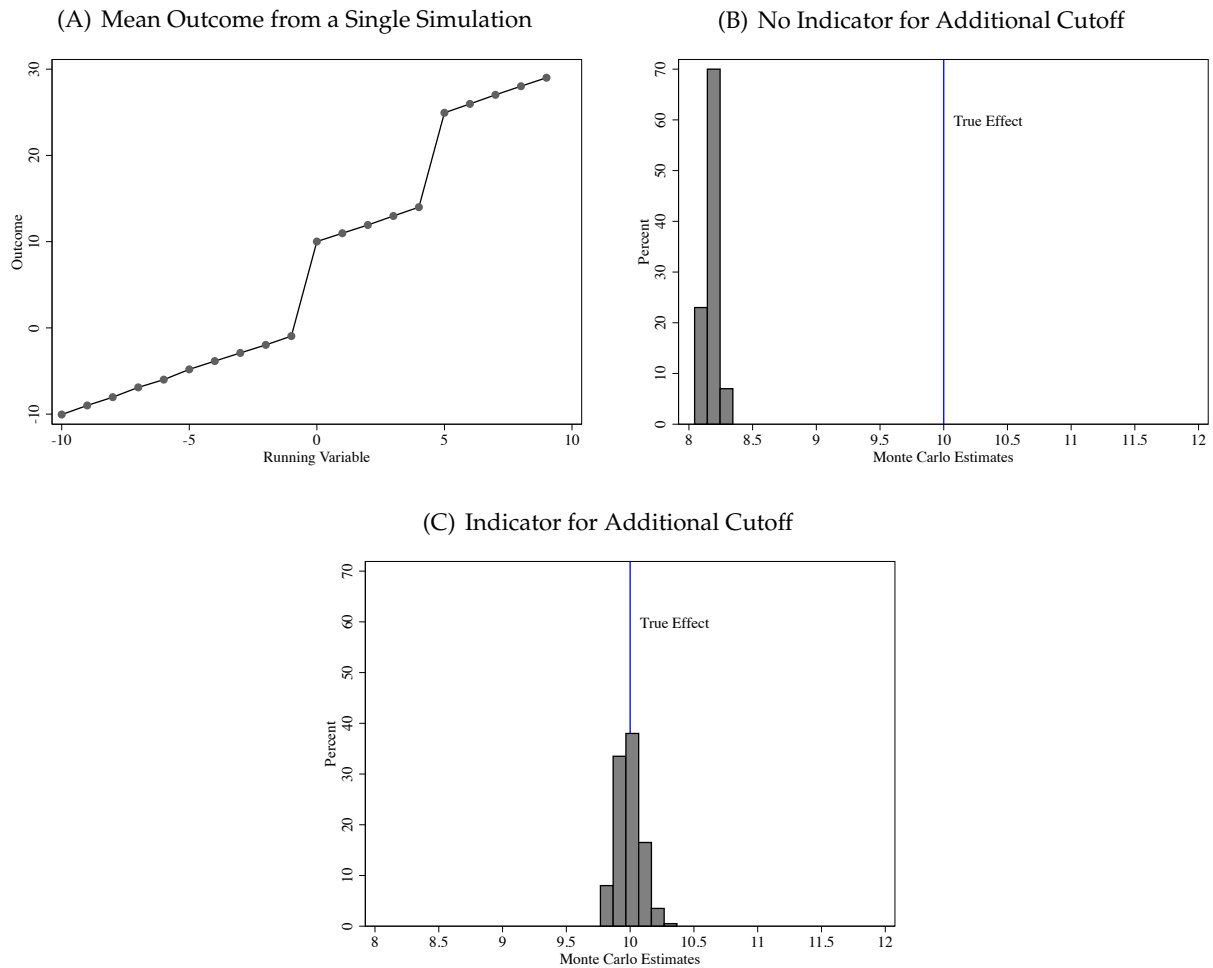 (A) Mean Outcome from a Single Simulation
30
20
10
0
-10
Outcome
-10 -5 0 5 10
Running Variable
(B) No Indicator for Additional Cutoff
70
60
50
40
30
20
10
0
Percent
True Effect
8 8.5 9 9.5 10 10.5 11 11.5 12
Monte Carlo Estimates
(C) Indicator for Additional Cutoff
70
60
50
40
30
20
10
0
Percent
True Effect
8 8.5 9 9.5 10 10.5 11 11.5 12
Monte Carlo Estimates